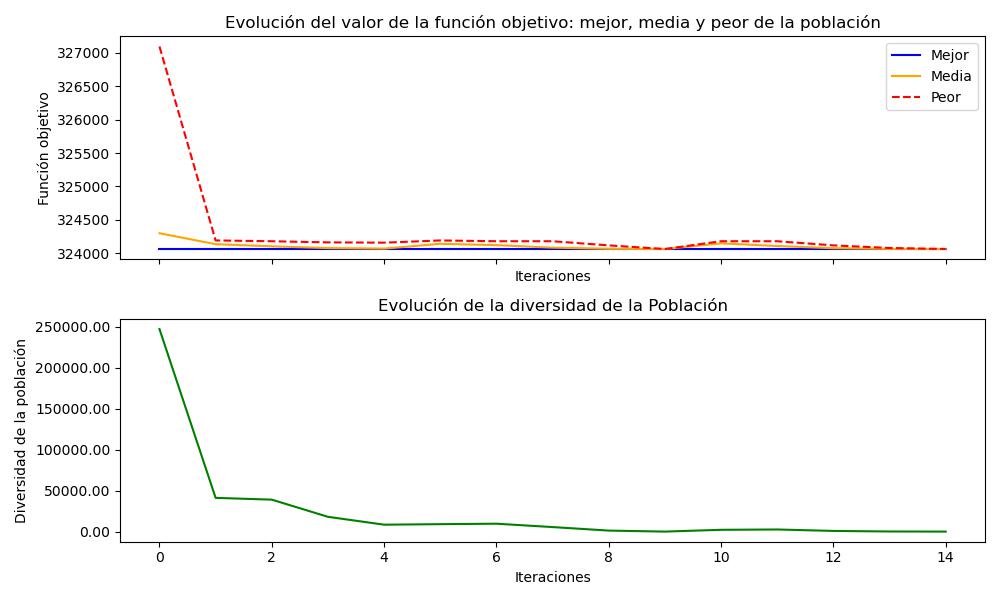 Evolución del valor de la función objetivo: mejor, media y peor de la población
Función objetivo
327000
326500
326000
325500
325000
324500
324000
Mejor
Media
Peor
Iteraciones
Evolución de la diversidad de la Población
Diversidad de la población
250000.00
200000.00
150000.00
100000.00
50000.00
0.00
0 2 4 6 8 10 12 14
Iteraciones